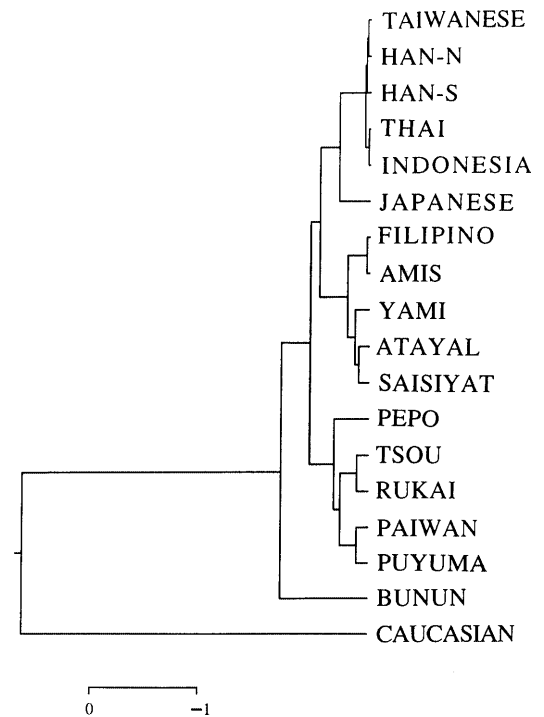 TAIWANESE
HAN-N
HAN-S
THAI
INDONESIA
JAPANESE
FILIPINO
AMIS
YAMI
ATAYAL
SAISIYAT
PEPO
TSOU
RUKAI
PAIWAN
PUYUMA
BUNUN
CAUCASIAN
0 -1